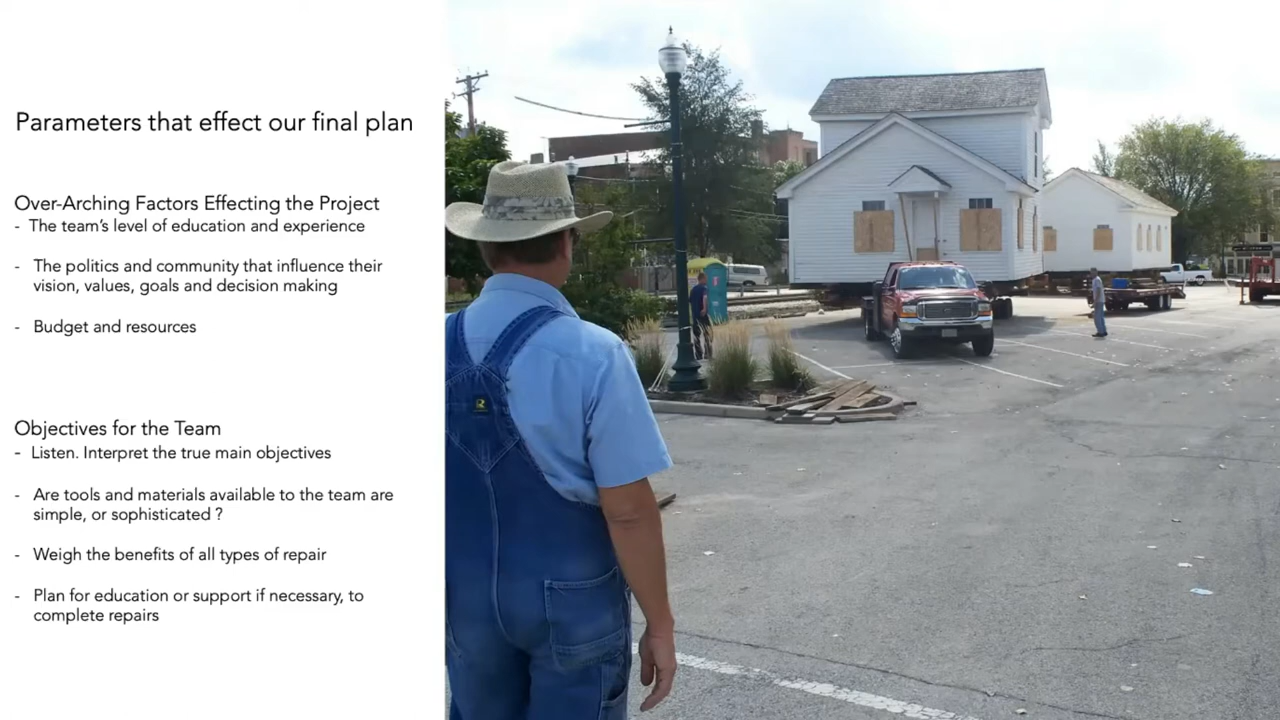 Parameters that effect our final plan
Over-Arching Factors Effecting the Project
- The team's level of education and experience
- The politics and community that influence their
vision, values, goals and decision making
- Budget and resources
Objectives for the Team
- Listen. Interpret the true main objectives
- Are tools and materials available to the team are
simple, or sophisticated ?
- Weigh the benefits of all types of repair
- Plan for education or support if necessary, to
complete repairs